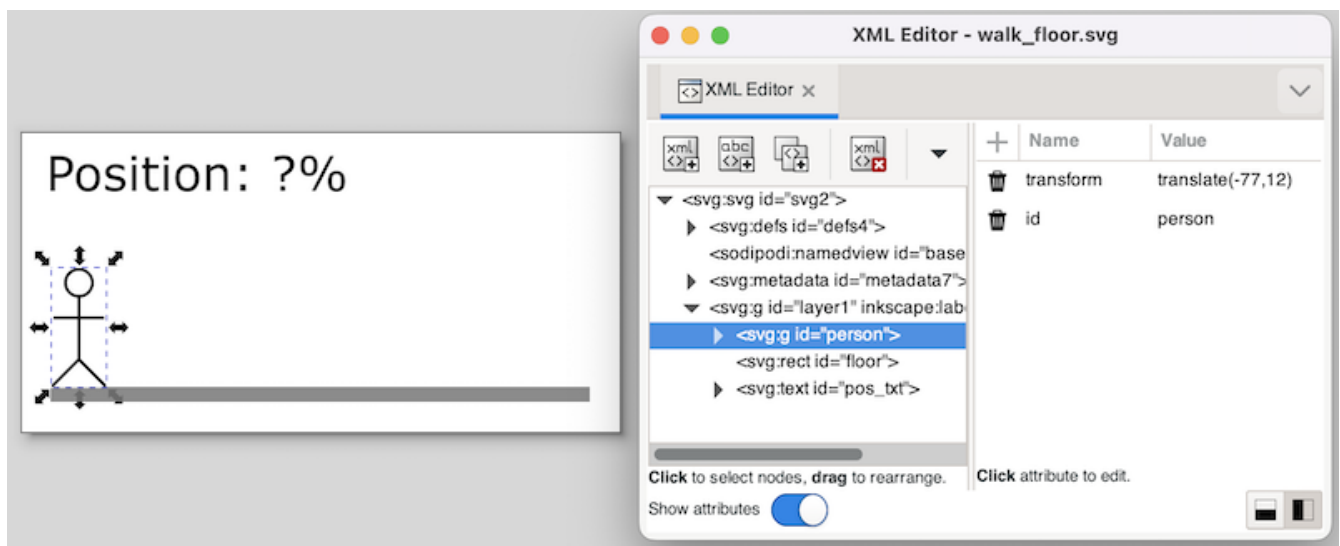 Position: ?%
XML Editor - walk_floor.svg
XML Editor
xml
abc
xml
Name Value
transform translate(-77,12)
id person
<svg:svg id="svg2">
<svg:defs id="defs4">
<sodipodi:namedview id="base
<svg:metadata id="metadata7">
<svg:g id="layer1" inkscape:lab
<svg:g id="person">
<svg:rect id="floor">
<svg:text id="pos_txt">
Click to select nodes, drag to rearrange.
Click attribute to edit.
Show attributes